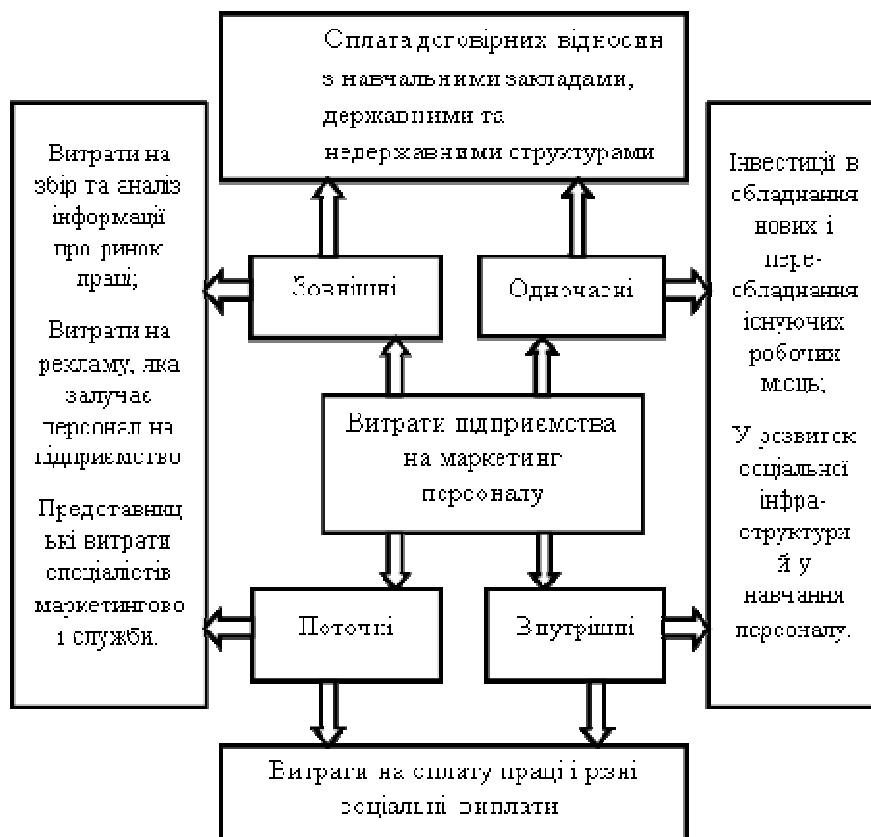 Оплата договірних відносин
з навчальними закладами,
державними та
недержавними структурами
Витрати на
збір та аналіз
інформації
про ринок
праці;
Витрати на
рекламу, яка
залучає
персонал на
підприємство
Представниц
ькі витрати
спеціалістів
маркетингово
ї служби.
Зовнішні
Одночасні
Витрати підприємства
на маркетинг
персоналу
Поточні
Внутрішні
Інвестиції в
обладнання
нових і
пере-
обладнання
існуючих
робочих
місць;
У розвиток
соціальної
інфра-
структури
й у
навчання
персоналу.
Витрати на оплату праці і різні
соціальні виплати